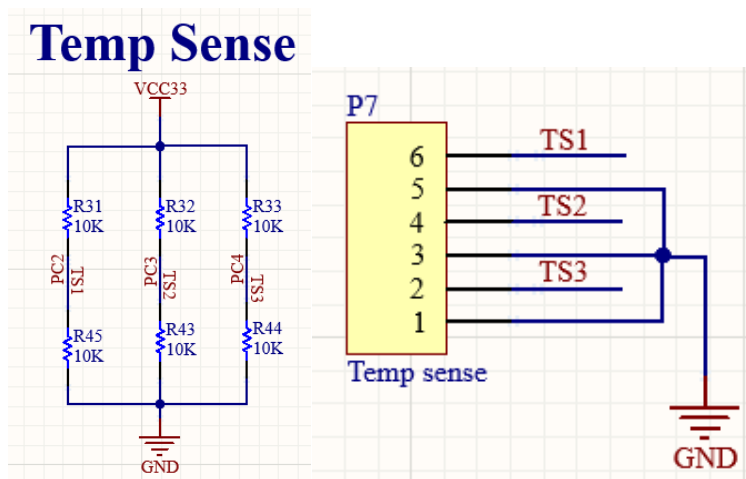 Temp Sense
VCC33
R31
10K
R32
10K
R33
10K
PC2
TS1
PC3
TS2
PC4
TS3
R45
10K
R43
10K
R44
10K
GND
P7
6
TS1
5
4
TS2
3
2
TS3
1
Temp sense
GND